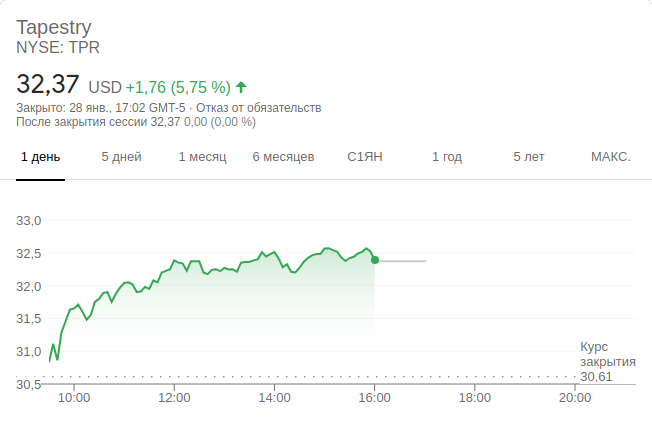 Tapestry
NYSE: TPR
32,37 USD +1,76 (5,75 %)
Закрыто: 28 янв., 17:02 GMT-5 · Отказ от обязательств
После закрытия сессии 32,37 0,00 (0,00 %)
1 день 5 дней 1 месяц 6 месяцев С1ЯН 1 год 5 лет МАКС.
33,0
32,5
32,0
31,5
31,0
Курс
закрытия
30,61
30,5
10:00 12:00 14:00 16:00 18:00 20:00